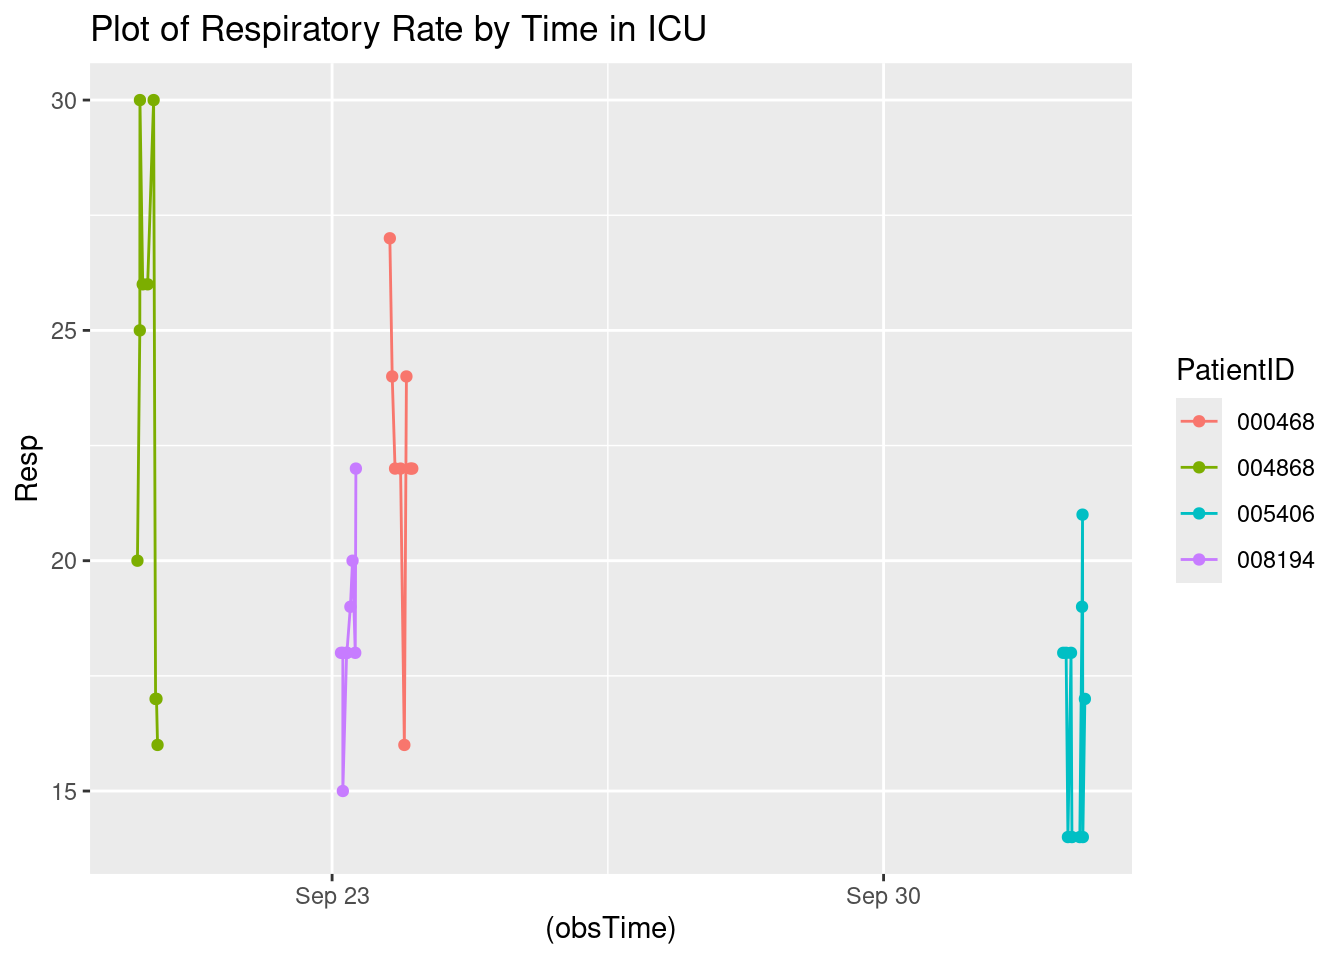 Plot of Respiratory Rate by Time in ICU
30
25
20
15
Resp
Sep 23
Sep 30
(obsTime)
PatientID
000468
004868
005406
008194